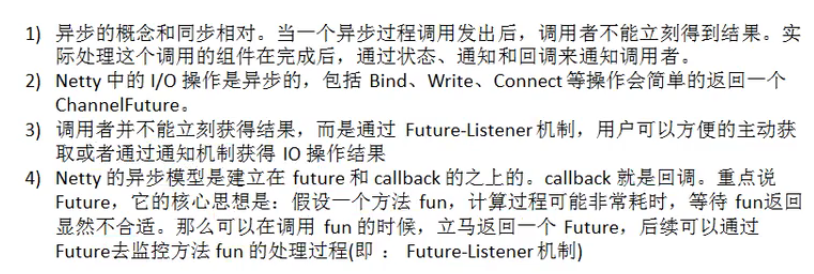 1) 异步的概念和同步相对。当一个异步过程调用发出后，调用者不能立刻得到结果。实
际处理这个调用的组件在完成后，通过状态、通知和回调来通知调用者。
2) Netty 中的 I/O 操作是异步的，包括 Bind、Write、Connect 等操作会简单的返回一个
ChannelFuture。
3) 调用者并不能立刻获得结果，而是通过 Future-Listener 机制，用户可以方便的主动获
取或者通过通知机制获得 IO 操作结果
4) Netty 的异步模型是建立在 future 和 callback 的之上的。callback 就是回调。重点说
Future，它的核心思想是：假设一个方法 fun，计算过程可能非常耗时，等待 fun返回
显然不合适。那么可以在调用 fun 的时候，立马返回一个 Future，后续可以通过
Future去监控方法 fun 的处理过程(即 ： Future-Listener 机制)